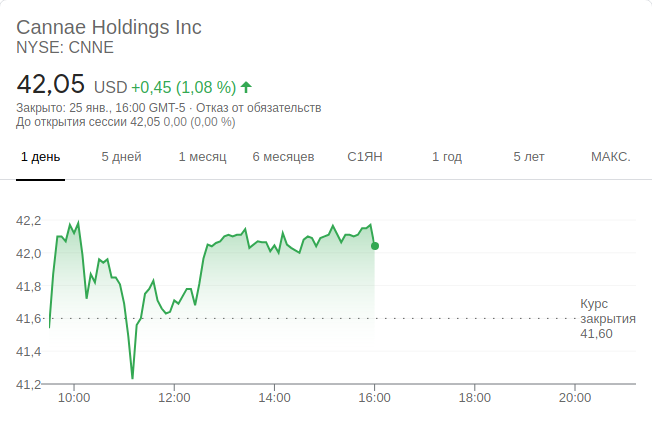 Cannae Holdings Inc
NYSE: CNNE
42,05 USD +0,45 (1,08 %)
Закрыто: 25 янв., 16:00 GMT-5 · Отказ от обязательств
До открытия сессии 42,05 0,00 (0,00 %)
1 день 5 дней 1 месяц 6 месяцев С1ЯН 1 год 5 лет МАКС.
42,2
42,0
41,8
41,6
41,4
41,2
Курс
закрытия
41,60
10:00 12:00 14:00 16:00 18:00 20:00